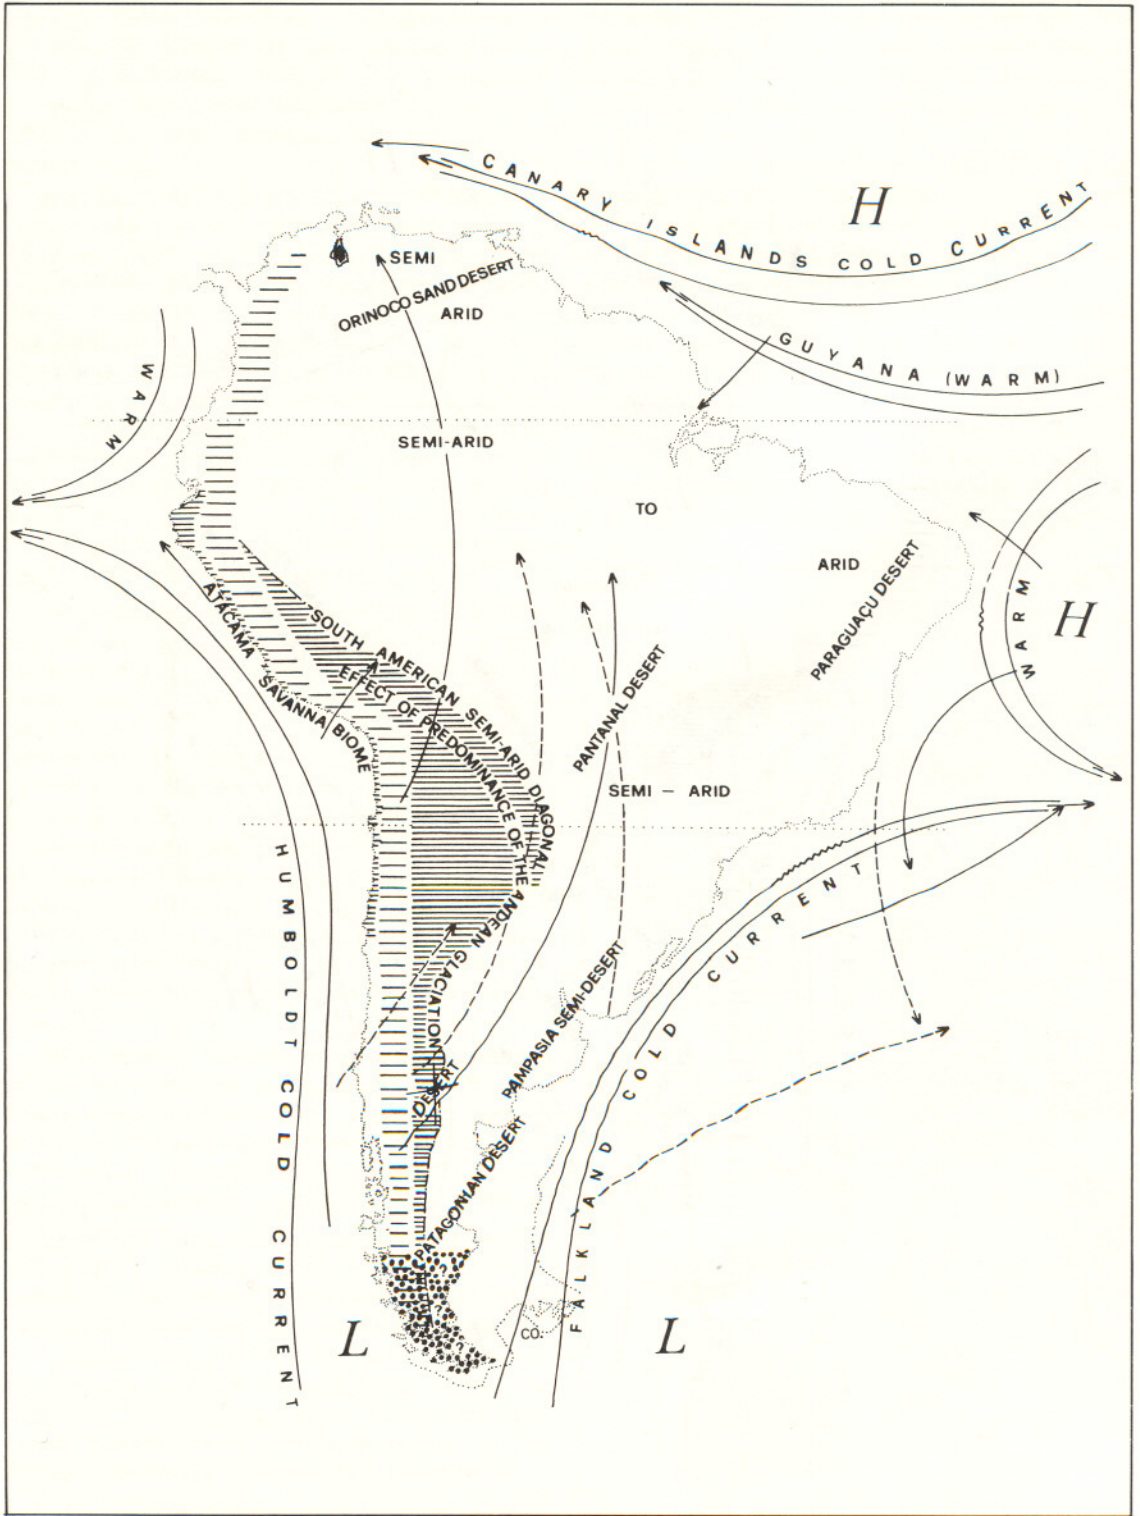 CANARY ISLANDS COLD CURRENT
H
SEMI
ORINOCO SAND DESERT
ARID
GUYANA (WARM)
WARM
SEMI-ARID
TO
ARID
PARAGUAÇU DESERT
WARM
H
ATACAMA SAVANNA BIOME
SOUTH AMERICAN SEMI-ARID DIAGONAL
EFFECT OF PREDOMINANCE OF THE ANDEAN GLACIATION
PANTANAL DESERT
SEMI – ARID
HUMBOLDT COLD CURRENT
FALKLAND COLD CURRENT
PAMPASIA SEMI-DESERT
DESERT
PATAGONIAN DESERT
?
?
?
CO.
L
L